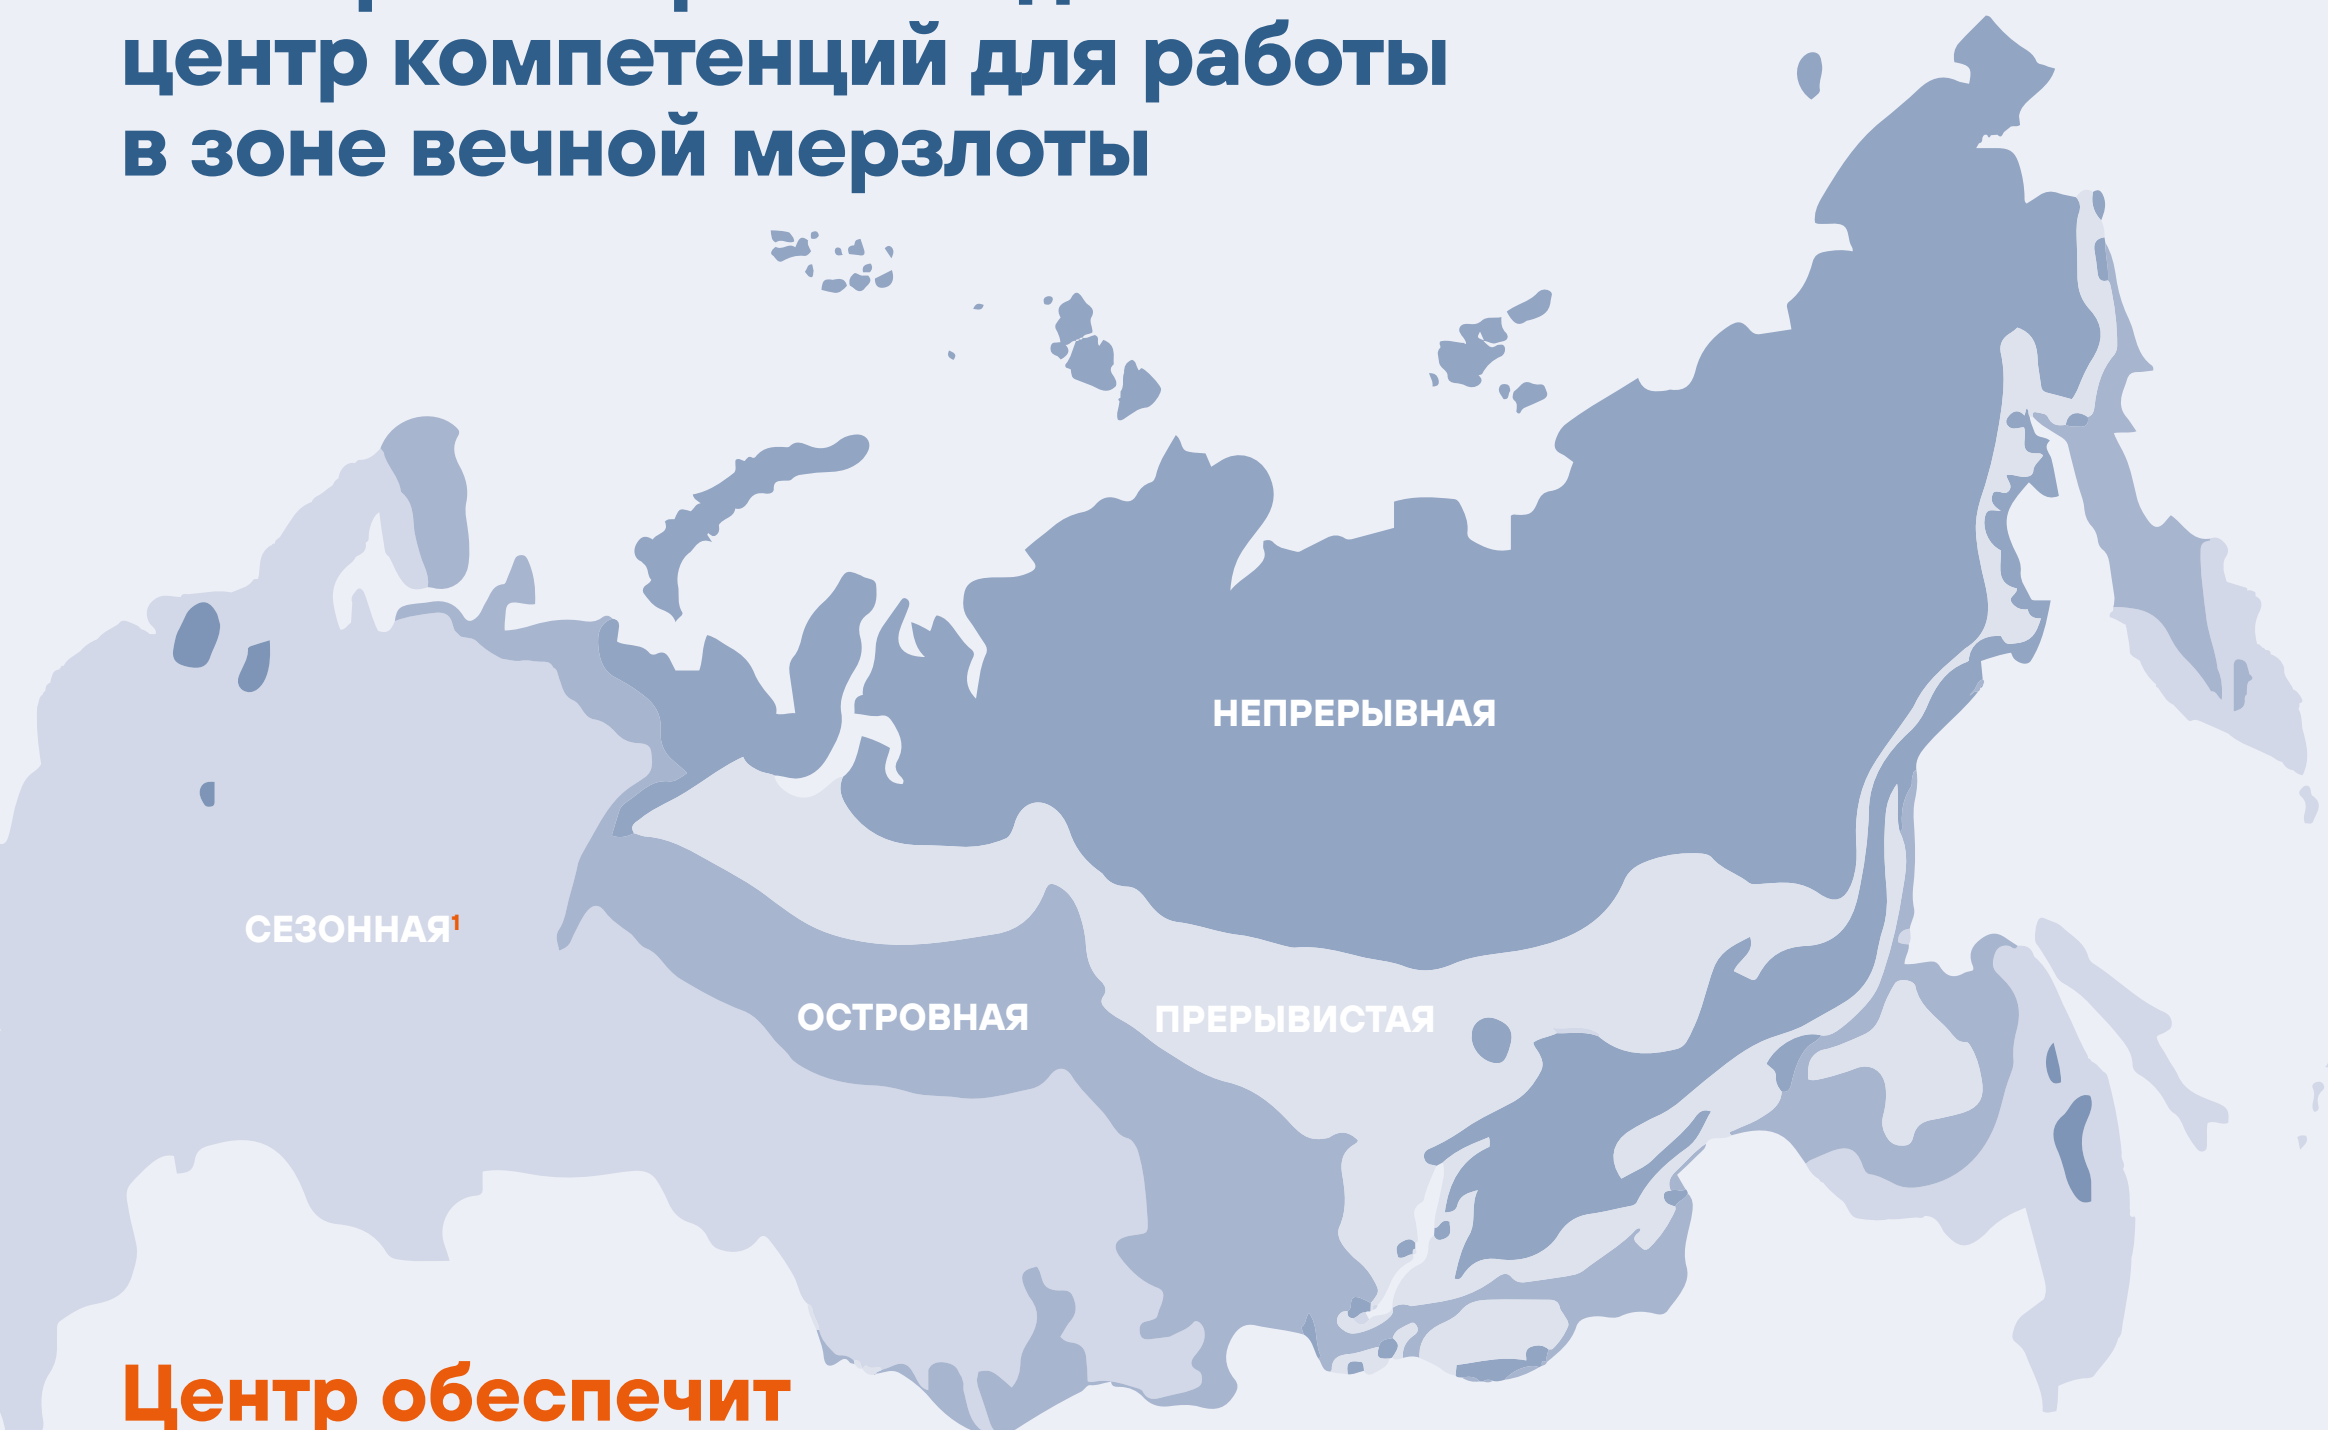 центр компетенций для работы
в зоне вечной мерзлоты
НЕПРЕРЫВНАЯ
СЕЗОННАЯ¹
ОСТРОВНАЯ
ПРЕРЫВИСТАЯ
Центр обеспечит